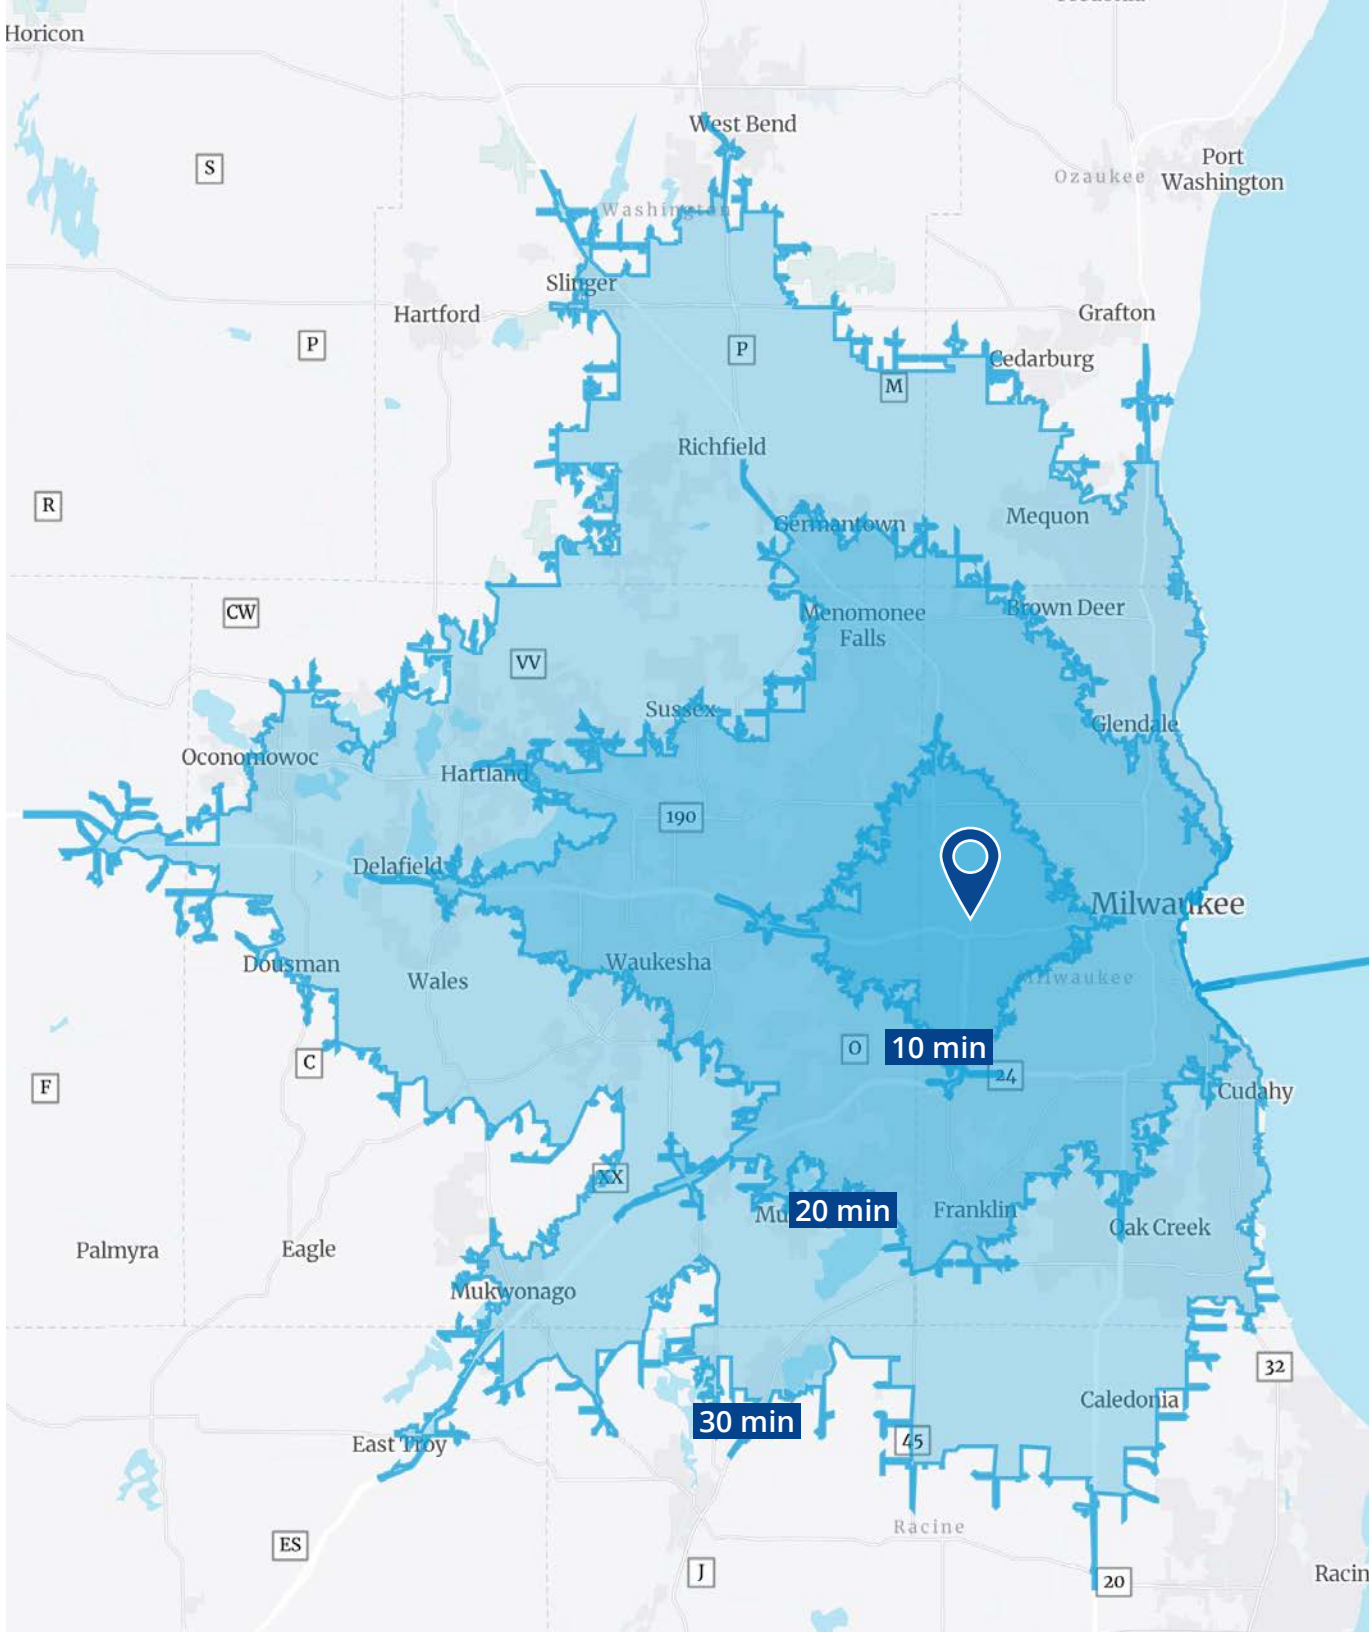 Horicon
West Bend
S
Port
Washington
Ozaukee
Washington
Slinger
Hartford
Grafton
P
P
Cedarburg
M
Richfield
R
Mequon
Germantown
CW
Brown Deer
Menomonee
Falls
VV
Sussex
Glendale
Oconomowoc
Hartland
190
Delafield
Milwaukee
Dousman
Waukesha
Wales
Milwaukee
O
10 min
C
24
F
Cudahy
XX
20 min
Franklin
Mu
Oak Creek
Palmyra
Eagle
Mukwonago
32
Caledonia
30 min
East Troy
45
Racine
ES
J
20
Racin